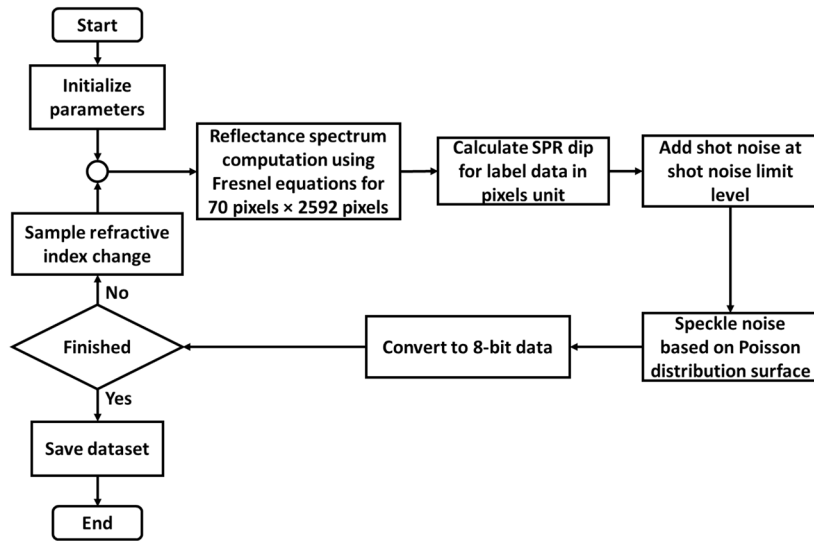 Start
Initialize
parameters
Reflectance spectrum
computation using
Fresnel equations for
70 pixels × 2592 pixels
Calculate SPR dip
for label data in
pixels unit
Add shot noise at
shot noise limit
level
Sample refractive
index change
No
Finished
Convert to 8-bit data
Speckle noise
based on Poisson
distribution surface
Yes
Save dataset
End